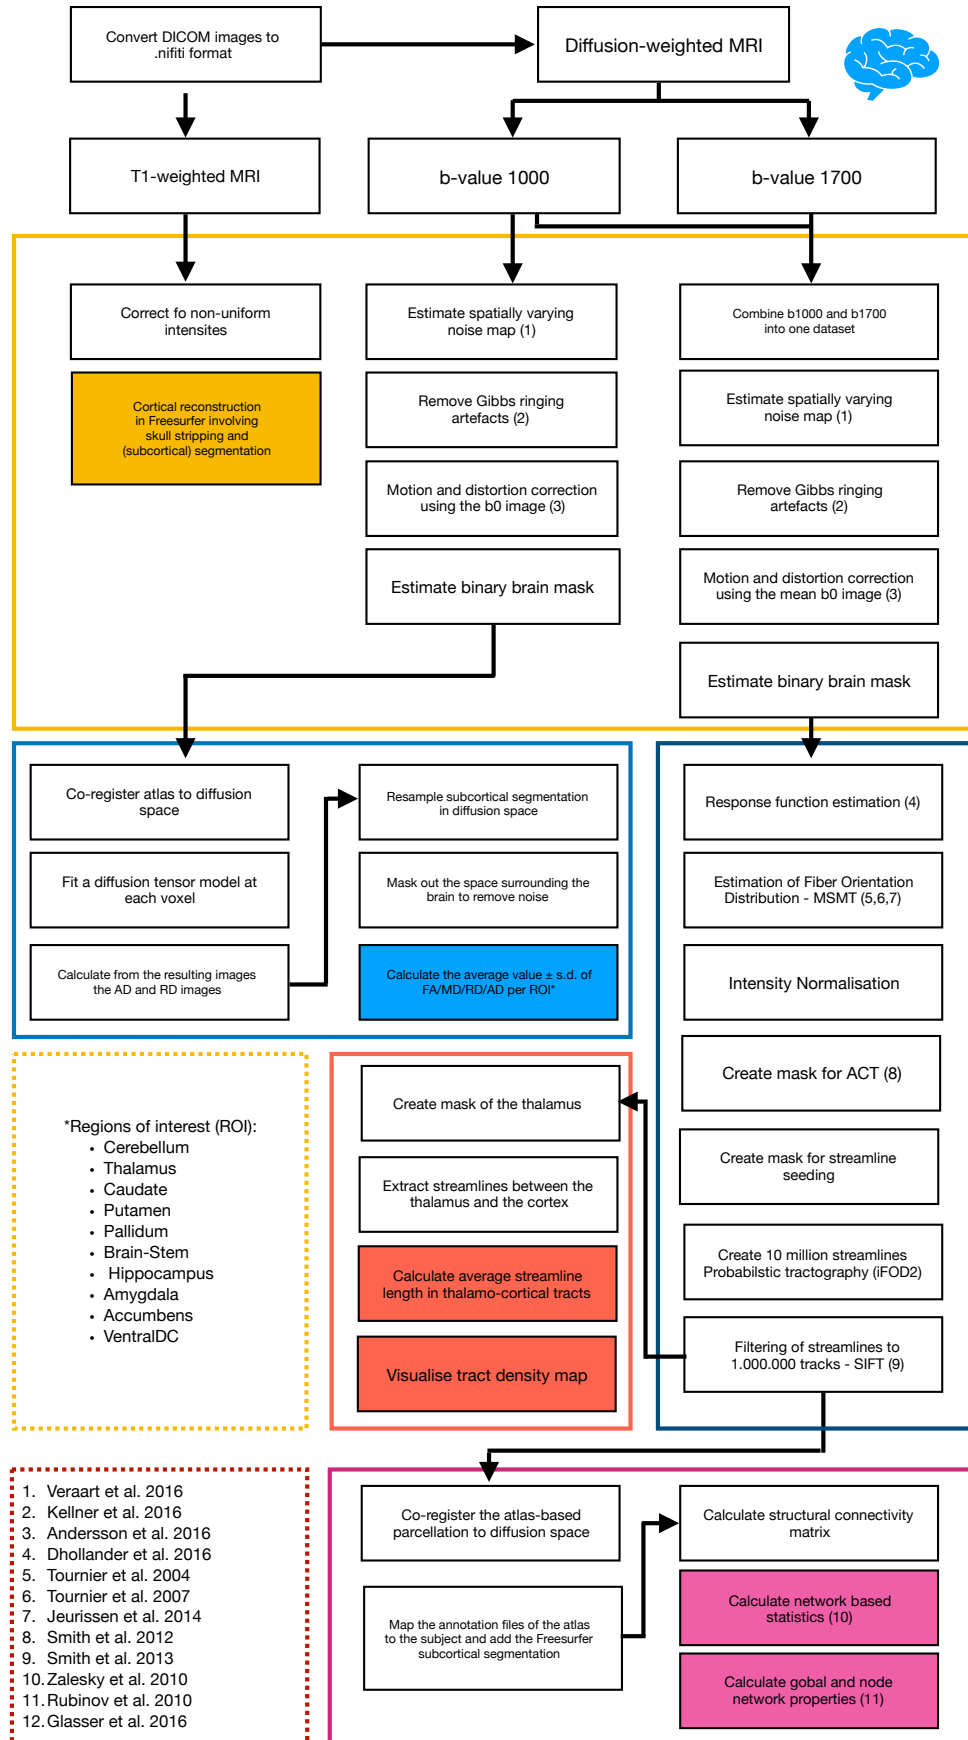 Convert DICOM images to
.nifiti format
Diffusion-weighted MRI
T1-weighted MRI
b-value 1000
b-value 1700
Correct fo non-uniform
intensites
Cortical reconstruction
in Freesurfer involving
skull stripping and
(subcortical) segmentation
Estimate spatially varying
noise map (1)
Remove Gibbs ringing
artefacts (2)
Motion and distortion correction
using the b0 image (3)
Estimate binary brain mask
Combine b1000 and b1700
into one dataset
Estimate spatially varying
noise map (1)
Remove Gibbs ringing
artefacts (2)
Motion and distortion correction
using the mean b0 image (3)
Estimate binary brain mask
Co-register atlas to diffusion
space
Fit a diffusion tensor model at
each voxel
Calculate from the resulting images
the AD and RD images
Resample subcortical segmentation
in diffusion space
Mask out the space surrounding the
brain to remove noise
Calculate the average value ± s.d. of
FA/MD/RD/AD per ROI*
Response function estimation (4)
Estimation of Fiber Orientation
Distribution - MSMT (5,6,7)
Intensity Normalisation
Create mask for ACT (8)
Create mask for streamline
seeding
Create 10 million streamlines
Probabilstic tractography (iFOD2)
Filtering of streamlines to
1.000.000 tracks - SIFT (9)
*Regions of interest (ROI):
• Cerebellum
• Thalamus
• Caudate
• Putamen
• Pallidum
• Brain-Stem
• Hippocampus
• Amygdala
• Accumbens
• VentralDC
Create mask of the thalamus
Extract streamlines between the
thalamus and the cortex
Calculate average streamline
length in thalamo-cortical tracts
Visualise tract density map
1. Veraart et al. 2016
2. Kellner et al. 2016
3. Andersson et al. 2016
4. Dhollander et al. 2016
5. Tournier et al. 2004
6. Tournier et al. 2007
7. Jeurissen et al. 2014
8. Smith et al. 2012
9. Smith et al. 2013
10. Zalesky et al. 2010
11. Rubinov et al. 2010
12. Glasser et al. 2016
Co-register the atlas-based
parcellation to diffusion space
Map the annotation files of the atlas
to the subject and add the Freesurfer
subcortical segmentation
Calculate structural connectivity
matrix
Calculate network based
statistics (10)
Calculate gobal and node
network properties (11)